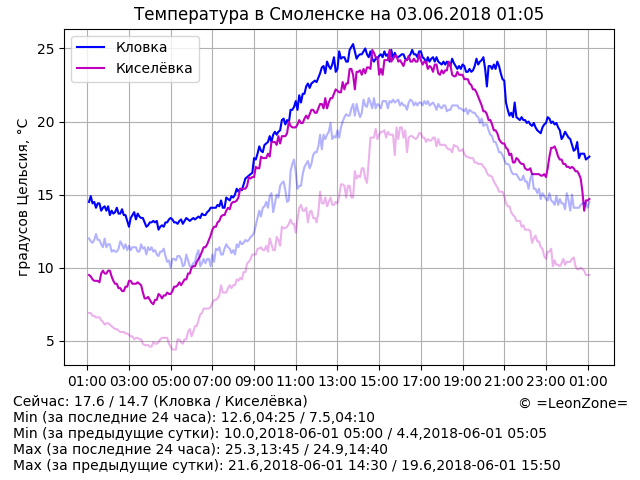 Температура в Смоленске на 03.06.2018 01:05
Кловка
Киселёвка
градусов Цельсия, °C
25
20
15
10
5
01:00 03:00 05:00 07:00 09:00 11:00 13:00 15:00 17:00 19:00 21:00 23:00 01:00
Сейчас: 17.6 / 14.7 (Кловка / Киселёвка)
© =LeonZone=
Min (за последние 24 часа): 12.6,04:25 / 7.5,04:10
Min (за предыдущие сутки): 10.0,2018-06-01 05:00 / 4.4,2018-06-01 05:05
Max (за последние 24 часа): 25.3,13:45 / 24.9,14:40
Max (за предыдущие сутки): 21.6,2018-06-01 14:30 / 19.6,2018-06-01 15:50